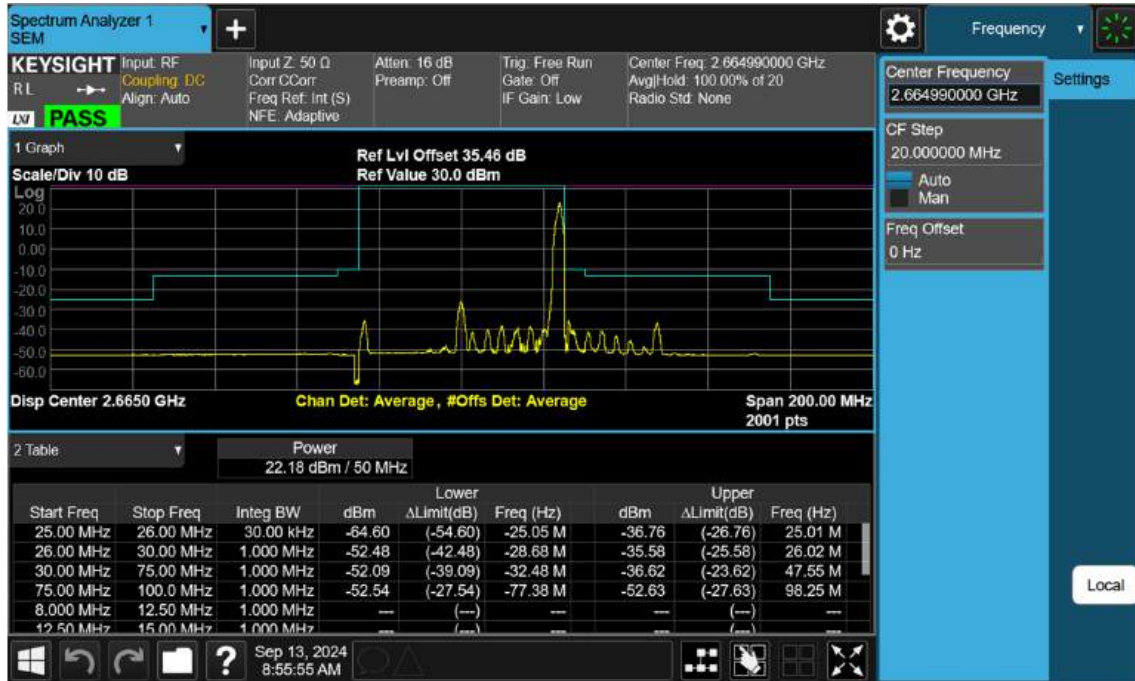 Spectrum Analyzer 1
SEM
Frequency
KEYSIGHT
R L
LXI
PASS
Input: RF
Coupling: DC
Align: Auto
Input Z: 50 Ω
Corr CCorr
Freq Ref: Int (S)
NFE: Adaptive
Atten: 16 dB
Preamp: Off
Trig: Free Run
Gate: Off
IF Gain: Low
Center Freq: 2.664990000 GHz
Avg|Hold: 100.00% of 20
Radio Std: None
Center Frequency
2.664990000 GHz
Settings
CF Step
20.000000 MHz
Auto
Man
Freq Offset
0 Hz
Local
1 Graph
Scale/Div 10 dB
Ref Lvl Offset 35.46 dB
Ref Value 30.0 dBm
Log
20.0
10.0
0.00
-10.0
-20.0
-30.0
-40.0
-50.0
-60.0
Disp Center 2.6650 GHz
Chan Det: Average, #Offs Det: Average
Span 200.00 MHz
2001 pts
2 Table
Power
22.18 dBm / 50 MHz
Lower Upper
Start Freq Stop Freq Integ BW dBm ΔLimit(dB) Freq (Hz) dBm ΔLimit(dB) Freq (Hz)
25.00 MHz 26.00 MHz 30.00 kHz -64.60 (-54.60) -25.05 M -36.76 (-26.76) 25.01 M
26.00 MHz 30.00 MHz 1.000 MHz -52.48 (-42.48) -28.68 M -35.58 (-25.58) 26.02 M
30.00 MHz 75.00 MHz 1.000 MHz -52.09 (-39.09) -32.48 M -36.62 (-23.62) 47.55 M
75.00 MHz 100.0 MHz 1.000 MHz -52.54 (-27.54) -77.38 M -52.63 (-27.63) 98.25 M
8.000 MHz 12.50 MHz 1.000 MHz --- (---) --- --- (---) ---
12.50 MHz 15.00 MHz 1.000 MHz --- (---) --- --- (---) ---
Sep 13, 2024
8:55:55 AM